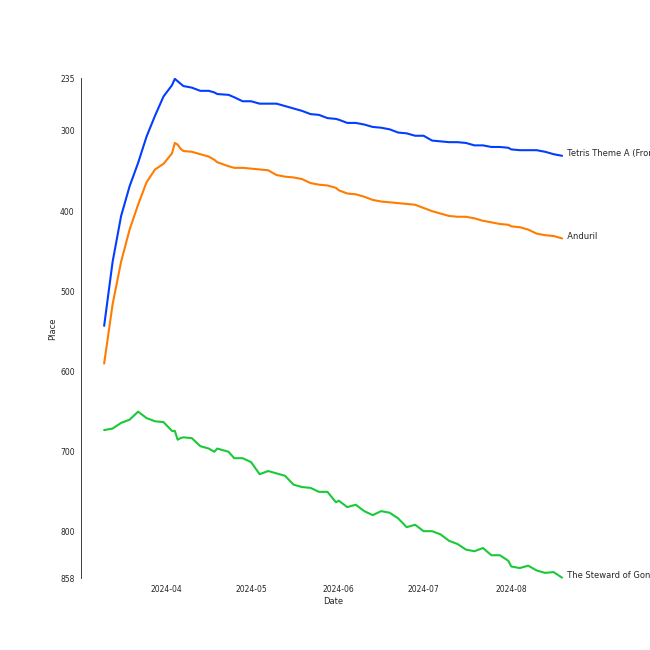 235
300
Tetris Theme A (Fro
400
Anduril
500
Place
600
700
800
858
The Steward of Gon
2024-04
2024-05
2024-06
2024-07
2024-08
Date